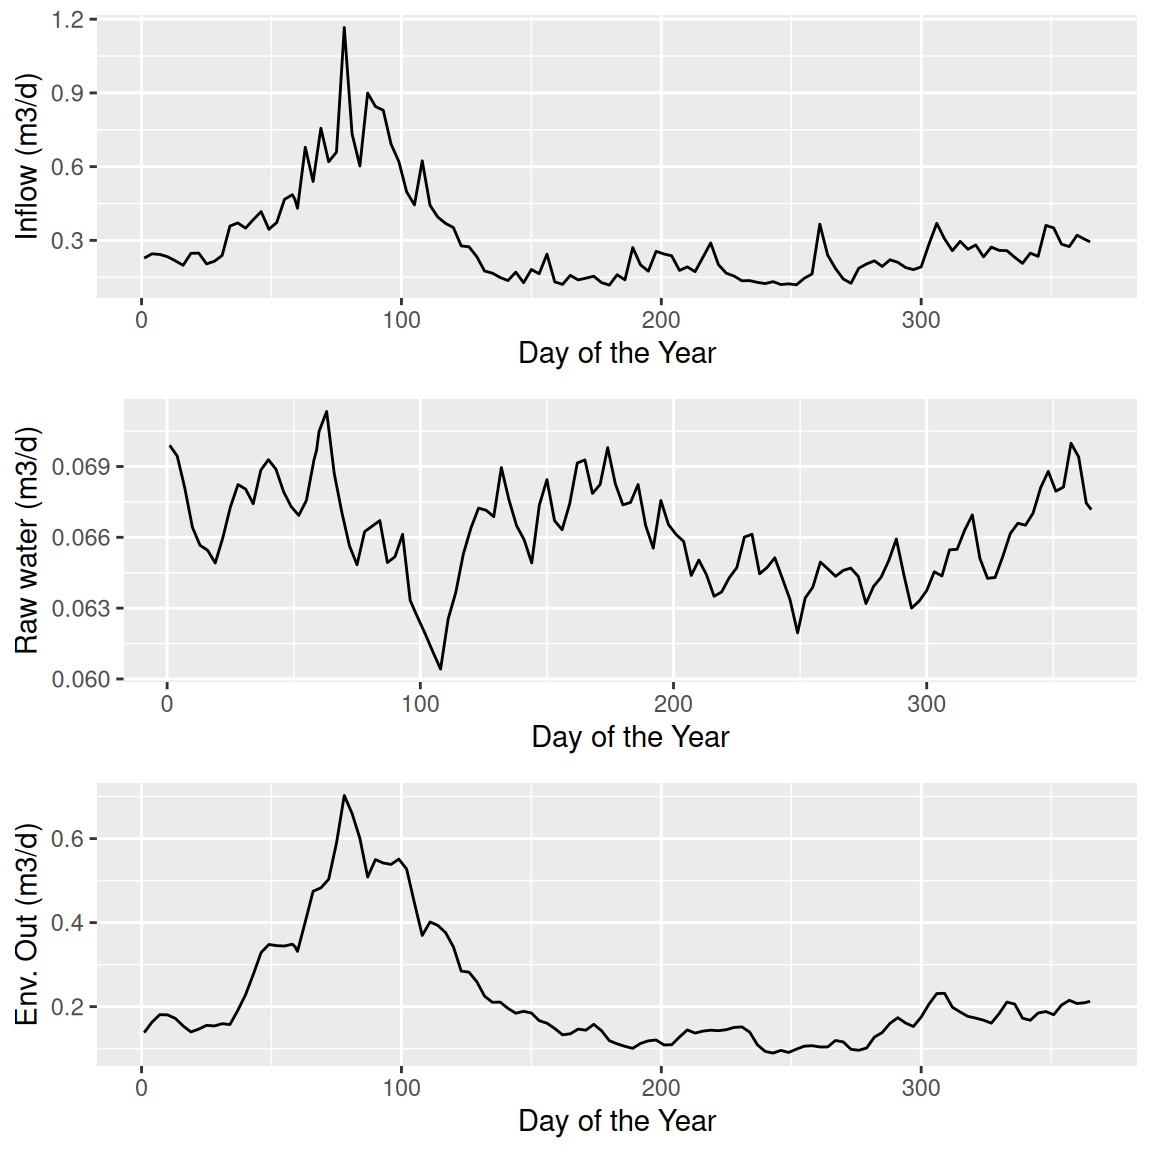 Inflow (m3/d)
1.2
0.9
0.6
0.3
0 100 200 300
Day of the Year
Raw water (m3/d)
0.069
0.066
0.063
0.060
0 100 200 300
Day of the Year
Env. Out (m3/d)
0.6
0.4
0.2
0 100 200 300
Day of the Year